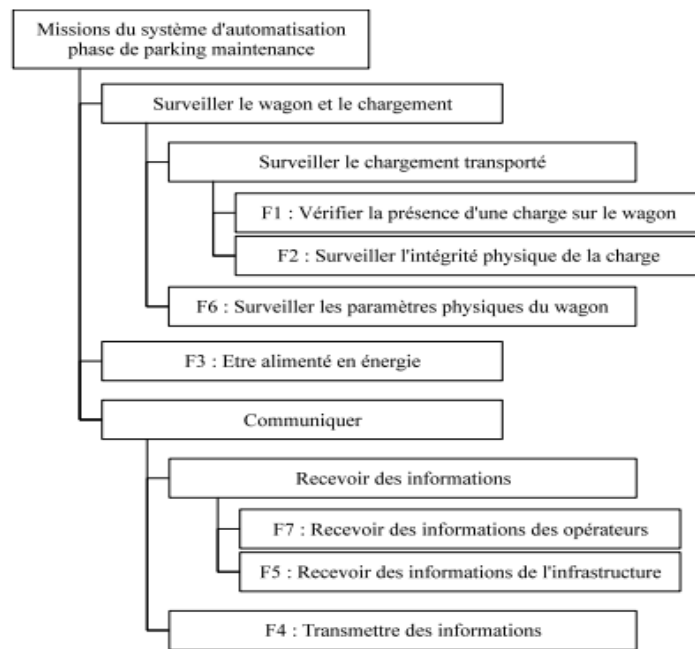 Missions du système d'automatisation
phase de parking maintenance
Surveiller le wagon et le chargement
Surveiller le chargement transporté
F1 : Vérifier la présence d'une charge sur le wagon
F2 : Surveiller l'intégrité physique de la charge
F6 : Surveiller les paramètres physiques du wagon
F3 : Etre alimenté en énergie
Communiquer
Recevoir des informations
F7 : Recevoir des informations des opérateurs
F5 : Recevoir des informations de l'infrastructure
F4 : Transmettre des informations